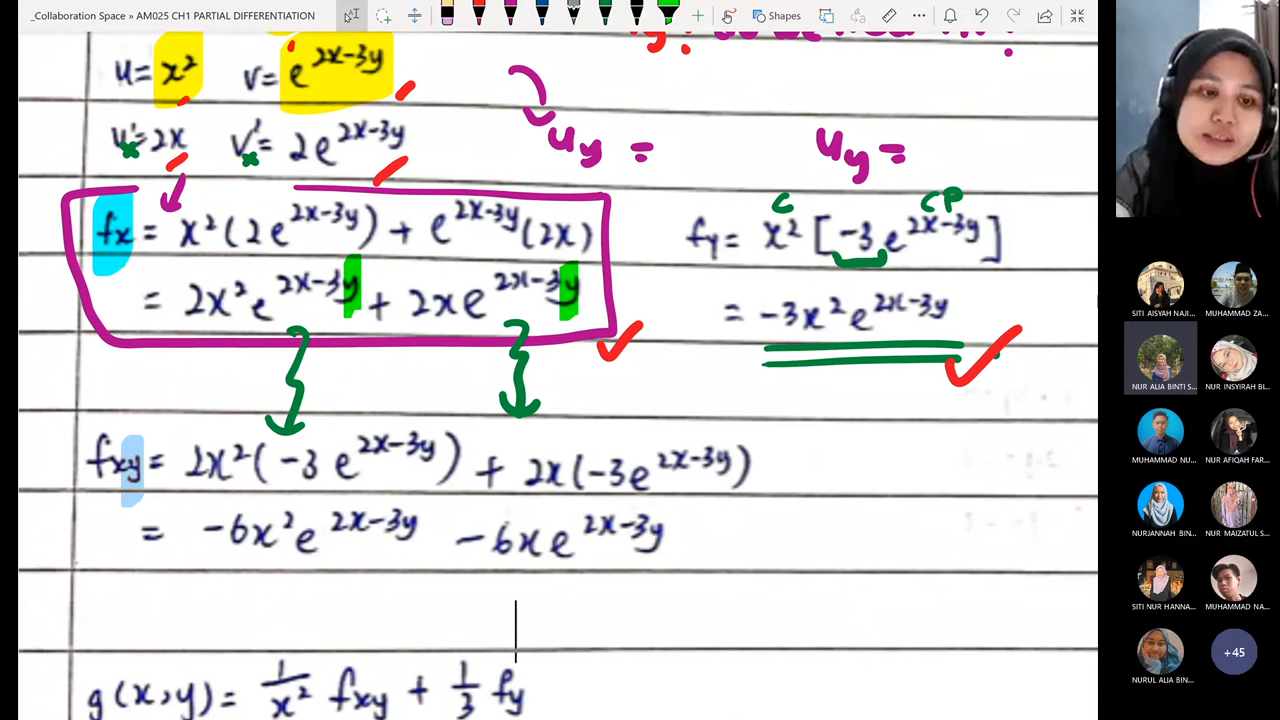 _Collaboration Space » AM025 CH1 PARTIAL DIFFERENTIATION
Shapes
u = x² v = e^{2x-3y}
u' = 2x v' = 2e^{2x-3y}
x x
u_y = u_y =
c cp
fx = x²(2e^{2x-3y}) + e^{2x-3y}(2x) fy = x² [-3e^{2x-3y}]
= 2x²e^{2x-3y} + 2xe^{2x-3y} = -3x²e^{2x-3y}
fxy = 2x²(-3e^{2x-3y}) + 2x(-3e^{2x-3y})
= -6x²e^{2x-3y} -6xe^{2x-3y}
g(x,y) = 1/x² fxy + 1/3 fy
SITI AISYAH NAJI... MUHAMMAD ZA...
NUR ALIA BINTI S... NUR INSYIRAH BI...
MUHAMMAD NU... NUR AFIQAH FAR...
NURJANNAH BIN... NUR MAIZATUL S...
SITI NUR HANNA... MUHAMMAD NA...
NURUL ALIA BIN... +45